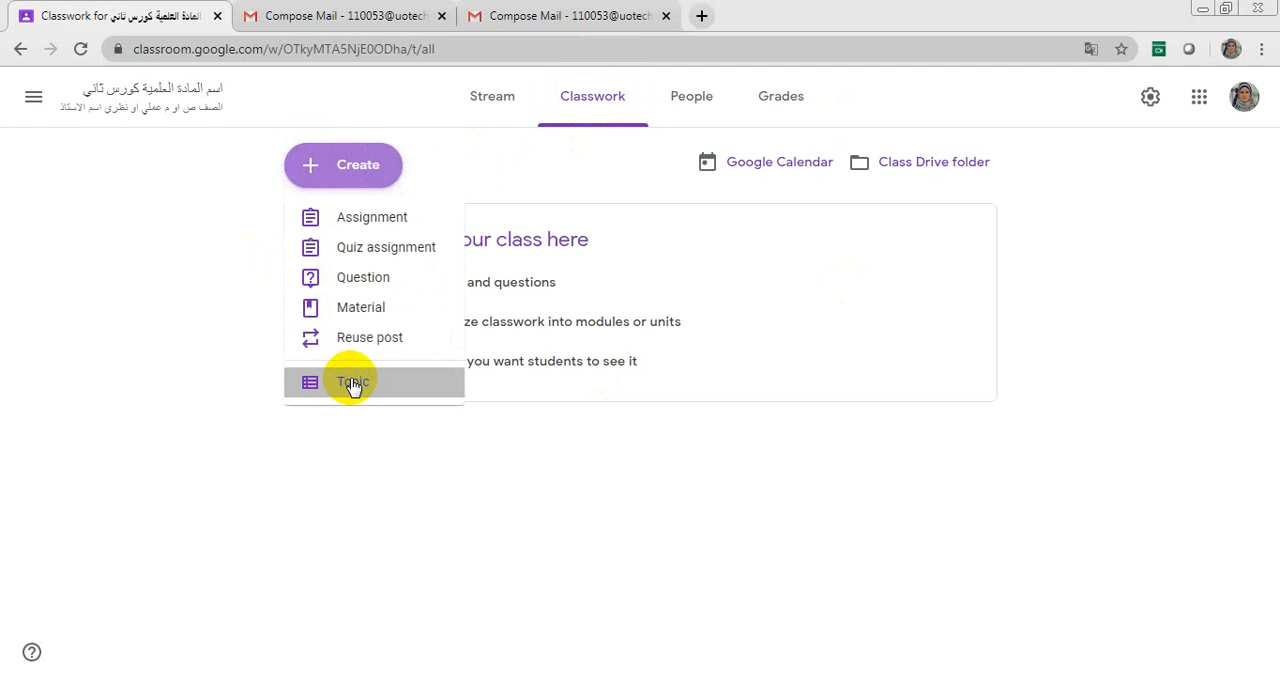 Classwork for اسم المادة العلمية كورس ثاني
Compose Mail - 110053@uotech
Compose Mail - 110053@uotech
classroom.google.com/w/OTkyMTA5NjE0ODha/t/all
اسم المادة العلمية كورس ثاني
الصف ص او م عملي او نظري اسم الاستاذ
Stream
Classwork
People
Grades
Create
Google Calendar
Class Drive folder
Assignment
Quiz assignment
Question
Material
Reuse post
Topic
our class here
and questions
ze classwork into modules or units
you want students to see it